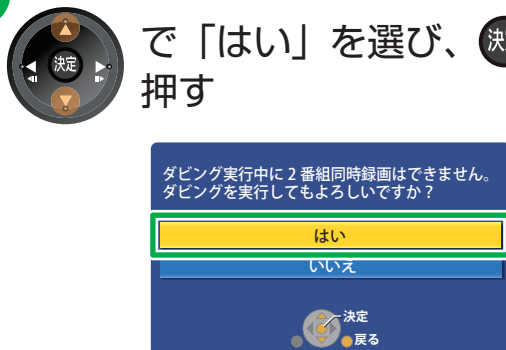 決定
で「はい」を選び、決
押す
ダビング実行中に2番組同時録画はできません。
ダビングを実行してもよろしいですか？
はい
いいえ
決定
戻る